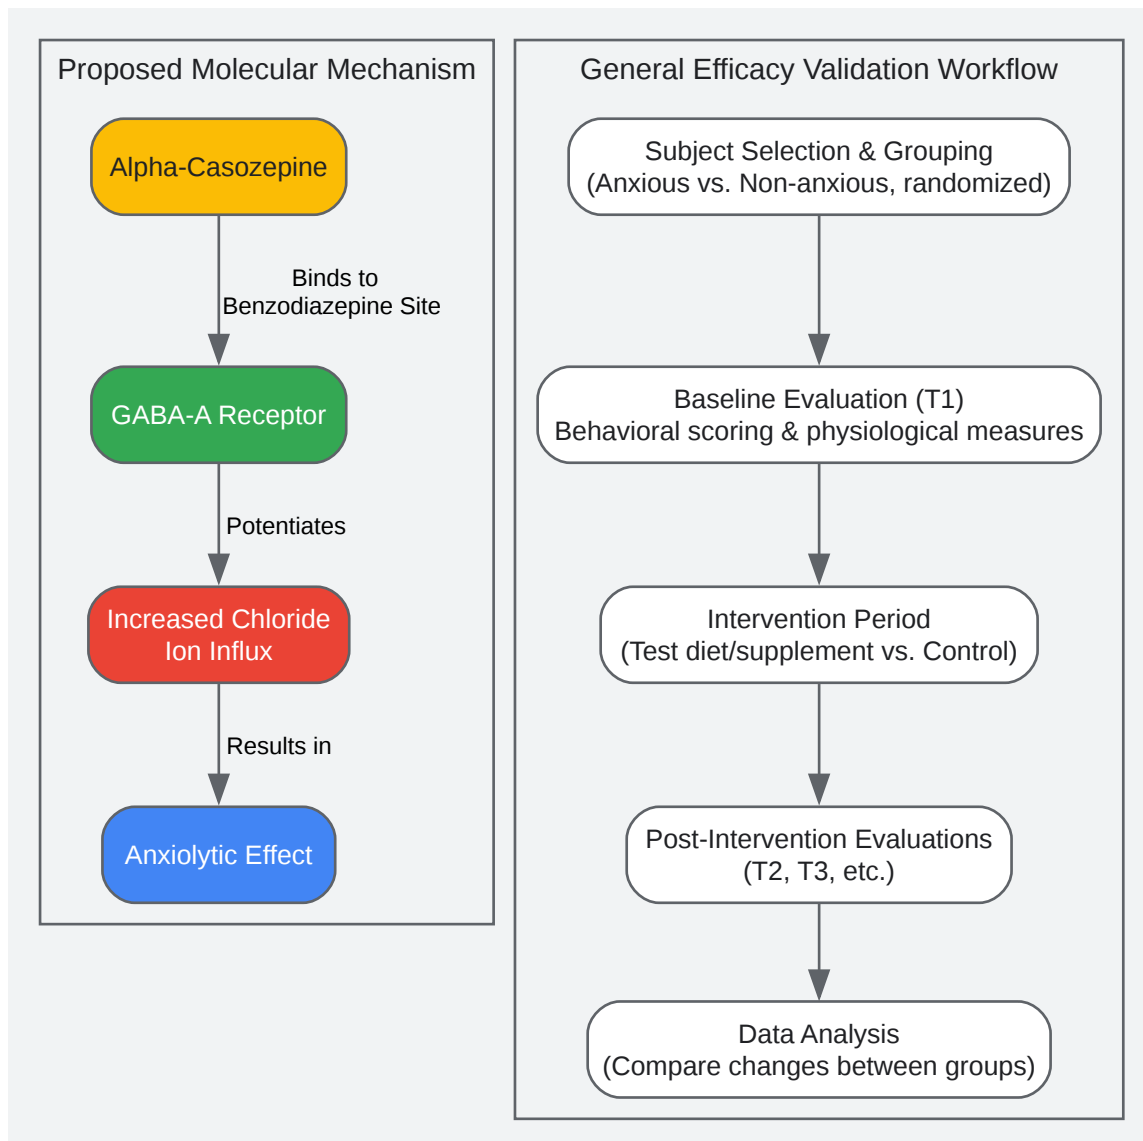 Proposed Molecular Mechanism
Alpha-Casozepine
Binds to
Benzodiazepine Site
GABA-A Receptor
Potentiates
Increased Chloride
Ion Influx
Results in
Anxiolytic Effect
General Efficacy Validation Workflow
Subject Selection & Grouping
(Anxious vs. Non-anxious, randomized)
Baseline Evaluation (T1)
Behavioral scoring & physiological measures
Intervention Period
(Test diet/supplement vs. Control)
Post-Intervention Evaluations
(T2, T3, etc.)
Data Analysis
(Compare changes between groups)